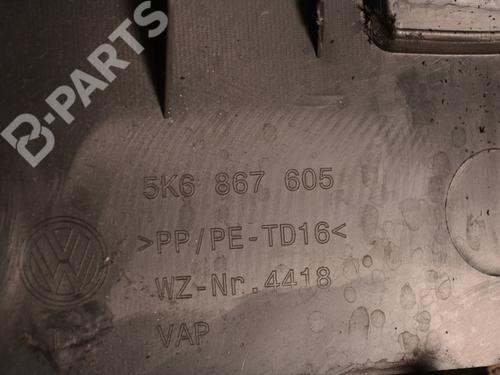 B-PARTS
5K6 867 605
>PP/PE-TD16<
WZ-Nr.4418
VAP